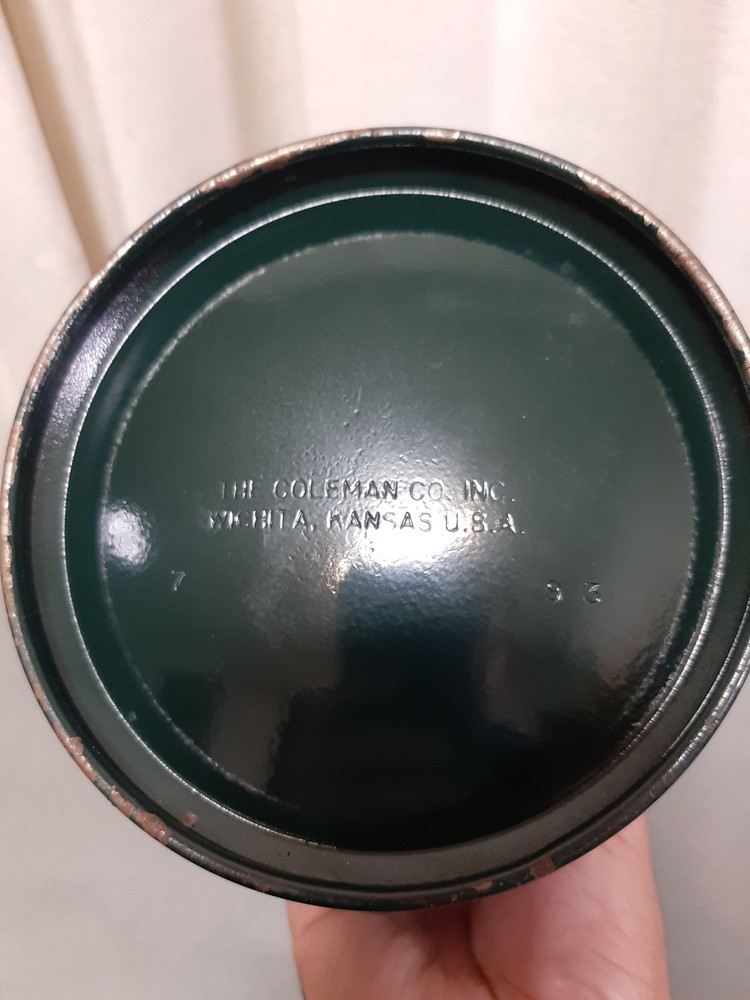 THE COLEMAN CO. INC.
WICHITA, KANSAS U.S.A.
7 93